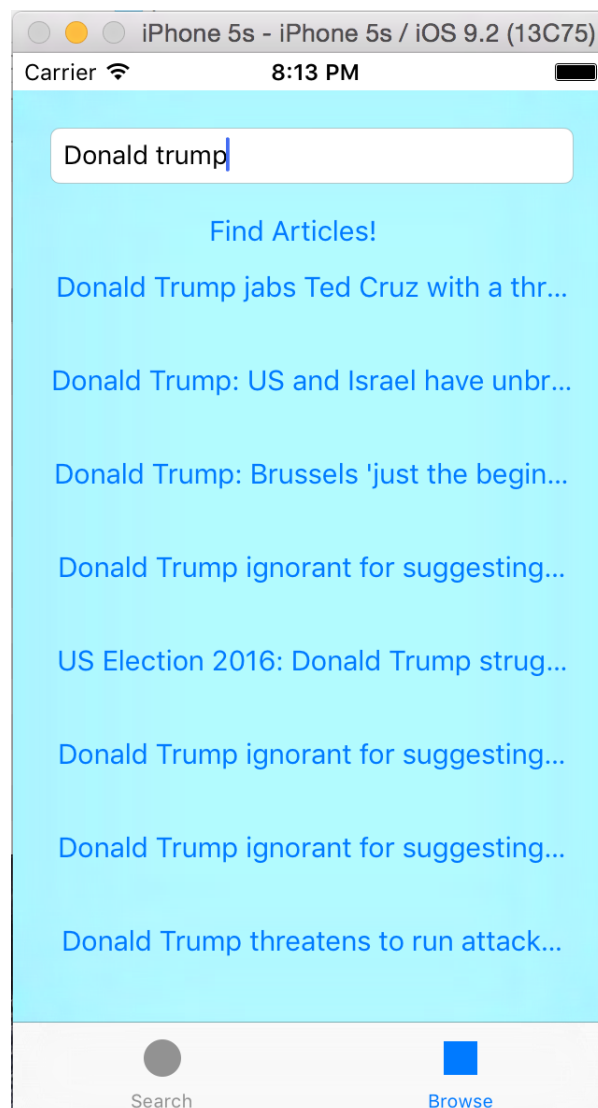 iPhone 5s - iPhone 5s / iOS 9.2 (13C75)
Carrier 8:13 PM
Donald trump
Find Articles!
Donald Trump jabs Ted Cruz with a thr...
Donald Trump: US and Israel have unbr...
Donald Trump: Brussels 'just the begin...
Donald Trump ignorant for suggesting...
US Election 2016: Donald Trump strug...
Donald Trump ignorant for suggesting...
Donald Trump ignorant for suggesting...
Donald Trump threatens to run attack...
Search Browse